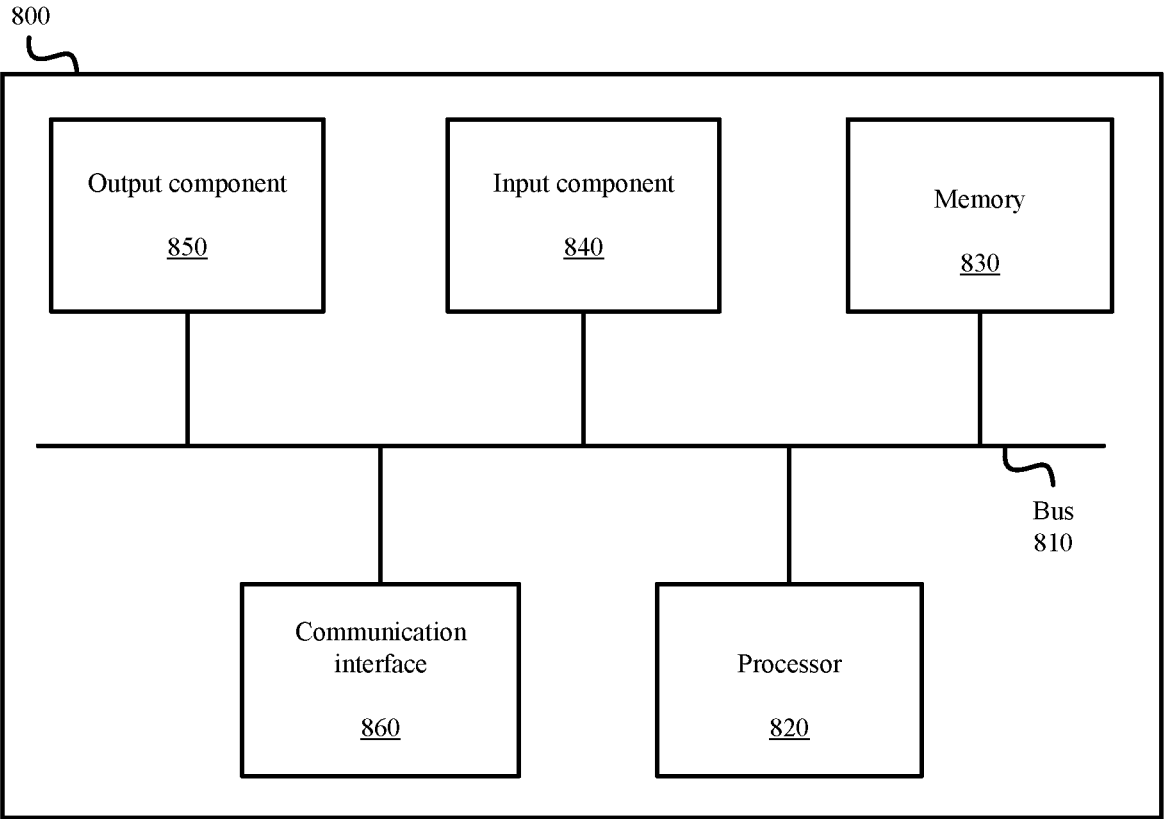 800
Output component
850
Input component
840
Memory
830
Bus
810
Communication
interface
860
Processor
820